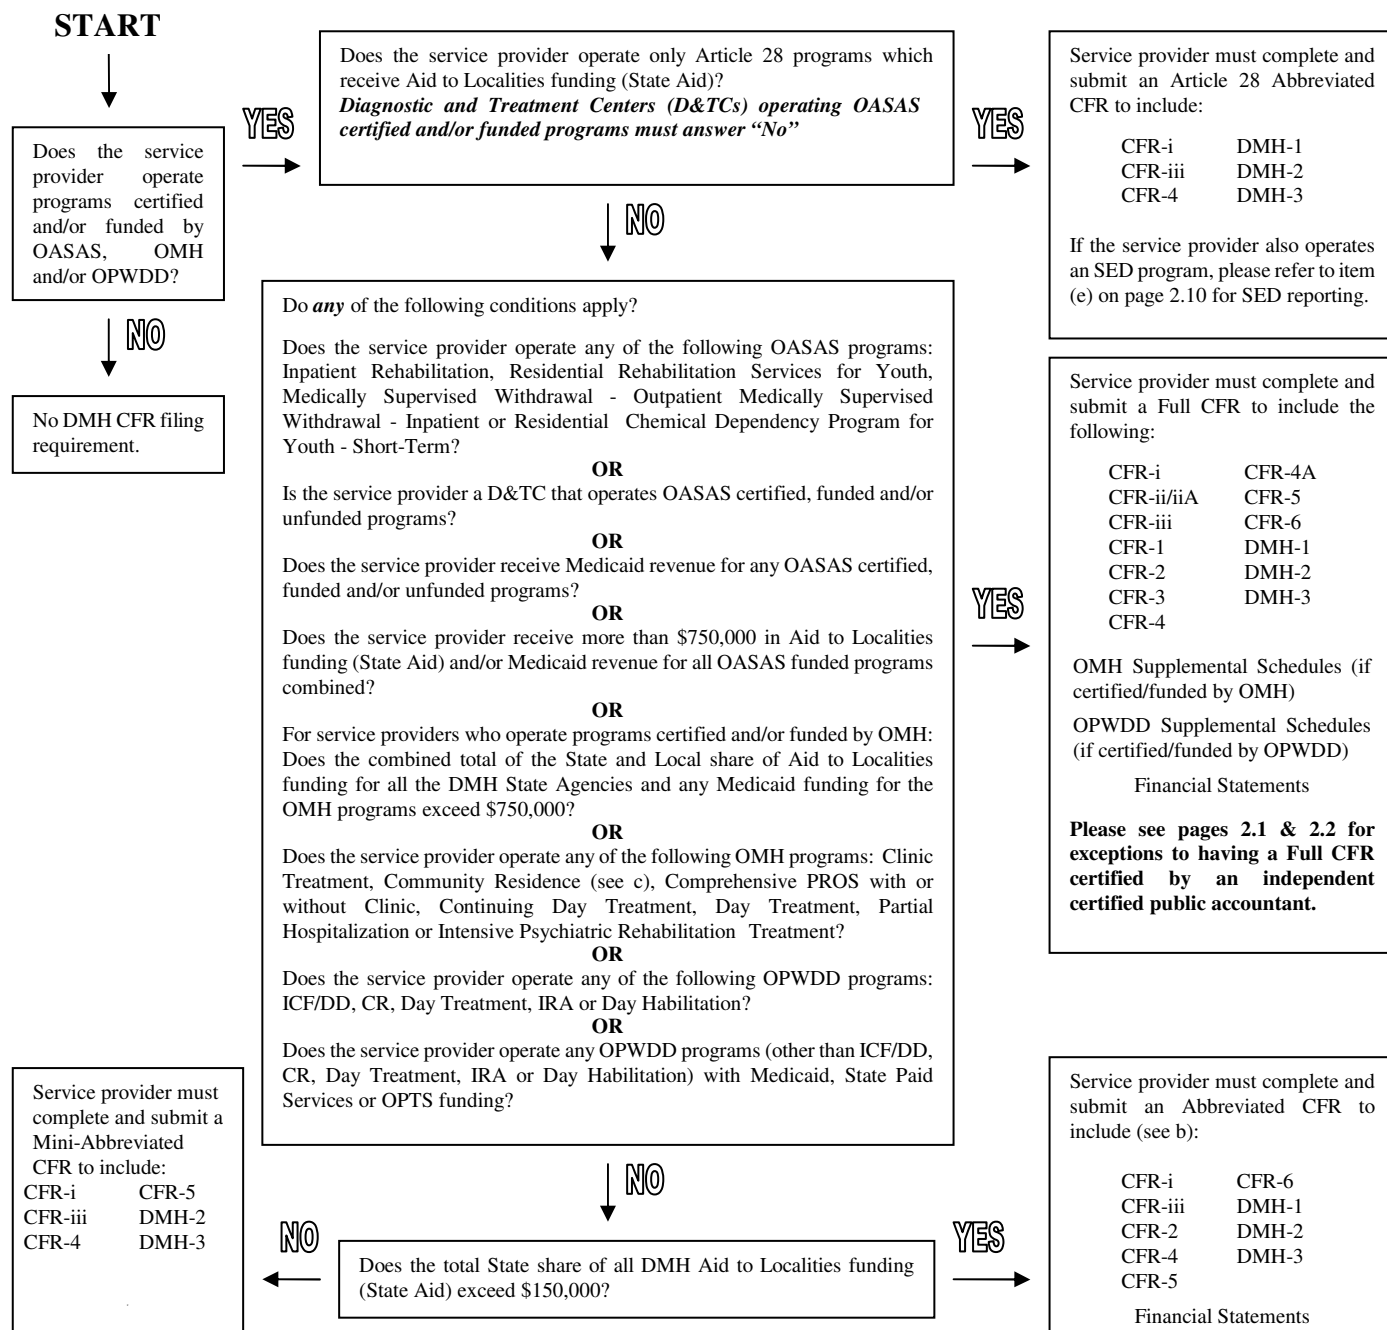 START
Does the service
provider operate
programs certified
and/or funded by
OASAS, OMH
and/or OPWDD?
YES
NO
No DMH CFR filing
requirement.
Does the service provider operate only Article 28 programs which
receive Aid to Localities funding (State Aid)?
Diagnostic and Treatment Centers (D&TCs) operating OASAS
certified and/or funded programs must answer “No”
YES
NO
Service provider must complete and
submit an Article 28 Abbreviated
CFR to include:
CFR-i DMH-1
CFR-iii DMH-2
CFR-4 DMH-3
If the service provider also operates
an SED program, please refer to item
(e) on page 2.10 for SED reporting.
Do any of the following conditions apply?
Does the service provider operate any of the following OASAS programs:
Inpatient Rehabilitation, Residential Rehabilitation Services for Youth,
Medically Supervised Withdrawal - Outpatient Medically Supervised
Withdrawal - Inpatient or Residential Chemical Dependency Program for
Youth - Short-Term?
OR
Is the service provider a D&TC that operates OASAS certified, funded and/or
unfunded programs?
OR
Does the service provider receive Medicaid revenue for any OASAS certified,
funded and/or unfunded programs?
OR
Does the service provider receive more than $750,000 in Aid to Localities
funding (State Aid) and/or Medicaid revenue for all OASAS funded programs
combined?
OR
For service providers who operate programs certified and/or funded by OMH:
Does the combined total of the State and Local share of Aid to Localities
funding for all the DMH State Agencies and any Medicaid funding for the
OMH programs exceed $750,000?
OR
Does the service provider operate any of the following OMH programs: Clinic
Treatment, Community Residence (see c), Comprehensive PROS with or
without Clinic, Continuing Day Treatment, Day Treatment, Partial
Hospitalization or Intensive Psychiatric Rehabilitation Treatment?
OR
Does the service provider operate any of the following OPWDD programs:
ICF/DD, CR, Day Treatment, IRA or Day Habilitation?
OR
Does the service provider operate any OPWDD programs (other than ICF/DD,
CR, Day Treatment, IRA or Day Habilitation) with Medicaid, State Paid
Services or OPTS funding?
YES
NO
Service provider must complete and
submit a Full CFR to include the
following:
CFR-i CFR-4A
CFR-ii/iiA CFR-5
CFR-iii CFR-6
CFR-1 DMH-1
CFR-2 DMH-2
CFR-3 DMH-3
CFR-4
OMH Supplemental Schedules (if
certified/funded by OMH)
OPWDD Supplemental Schedules
(if certified/funded by OPWDD)
Financial Statements
Please see pages 2.1 & 2.2 for
exceptions to having a Full CFR
certified by an independent
certified public accountant.
Does the total State share of all DMH Aid to Localities funding
(State Aid) exceed $150,000?
NO
YES
Service provider must
complete and submit a
Mini-Abbreviated
CFR to include:
CFR-i CFR-5
CFR-iii DMH-2
CFR-4 DMH-3
Service provider must complete and
submit an Abbreviated CFR to
include (see b):
CFR-i CFR-6
CFR-iii DMH-1
CFR-2 DMH-2
CFR-4 DMH-3
CFR-5
Financial Statements